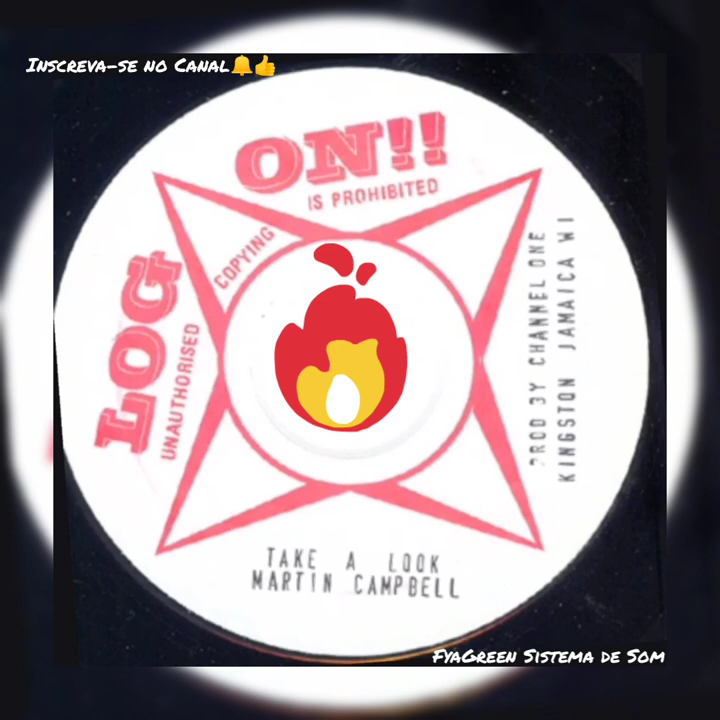 Inscreva-se no Canal🔔👍
LOG ON!!
UNAUTHORISED COPYING IS PROHIBITED
PROD BY CHANNEL ONE
KINGSTON JAMAICA WI
TAKE A LOOK
MARTIN CAMPBELL
FyaGreen Sistema de Som